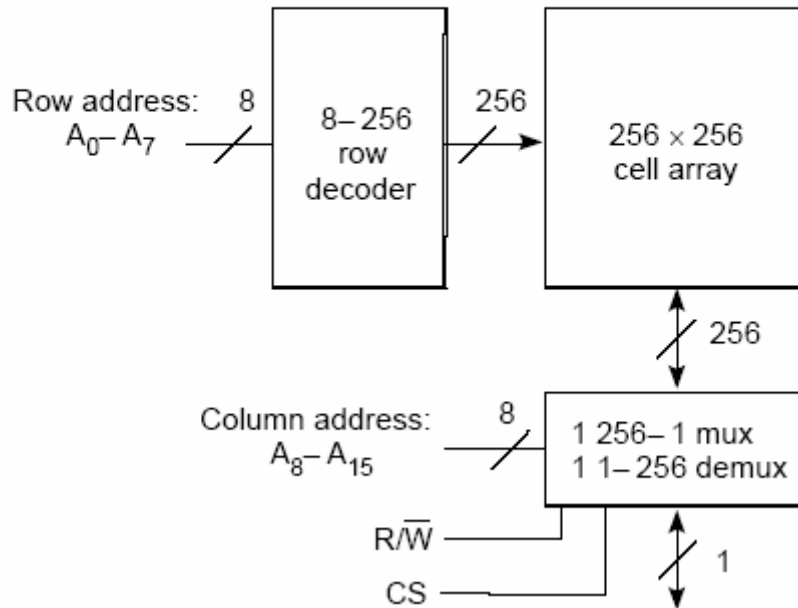 Row address:
A₀– A₇
8
8– 256
row
decoder
256
256 × 256
cell array
256
Column address:
A₈– A₁₅
8
1 256– 1 mux
1 1– 256 demux
R/W̅
CS
1